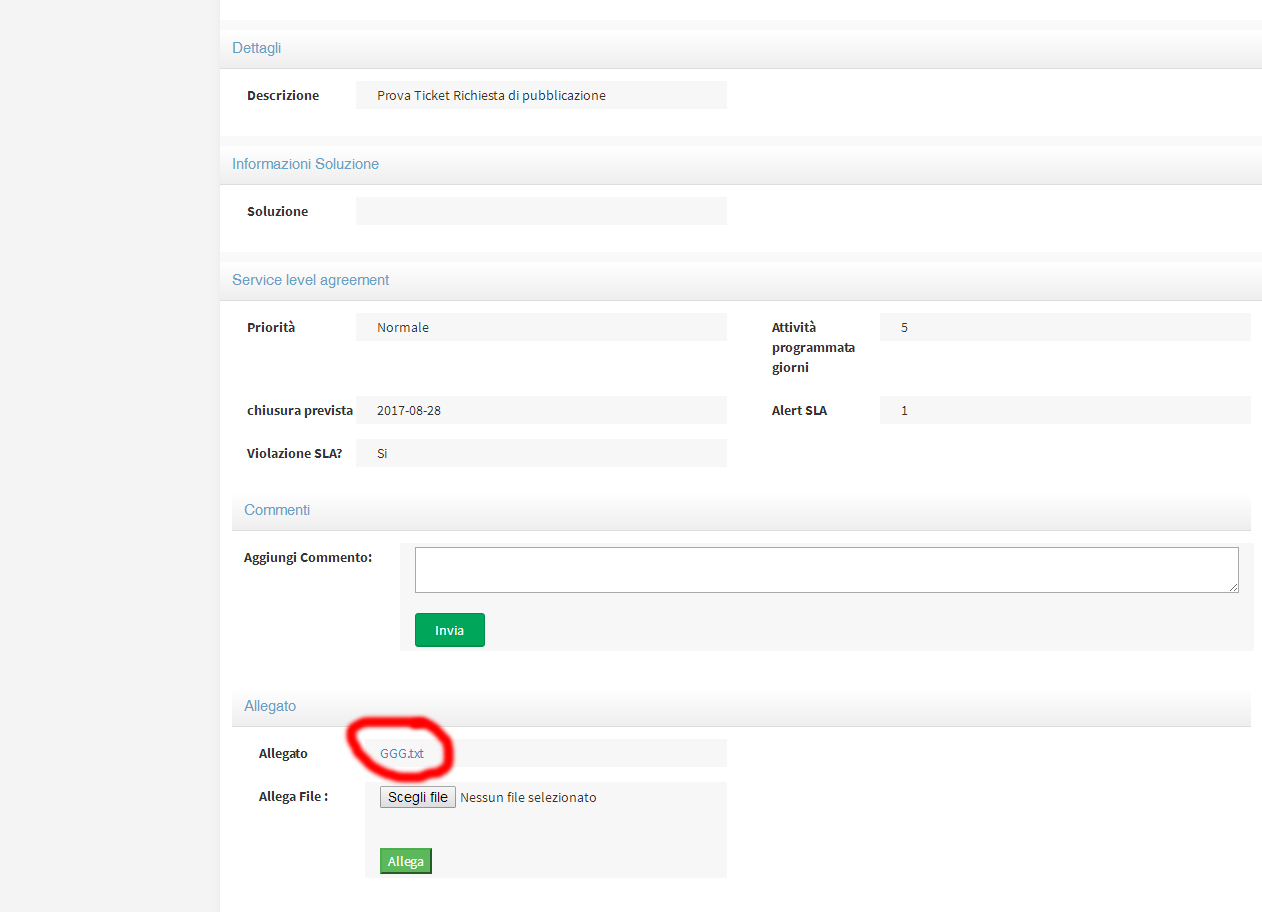 Dettagli
Descrizione Prova Ticket Richiesta di pubblicazione
Informazioni Soluzione
Soluzione
Service level agreement
Priorità Normale Attività programmata giorni 5
chiusura prevista 2017-08-28 Alert SLA 1
Violazione SLA? Si
Commenti
Aggiungi Commento:
Invia
Allegato
Allegato GGG.txt
Allega File : Scegli file Nessun file selezionato
Allega